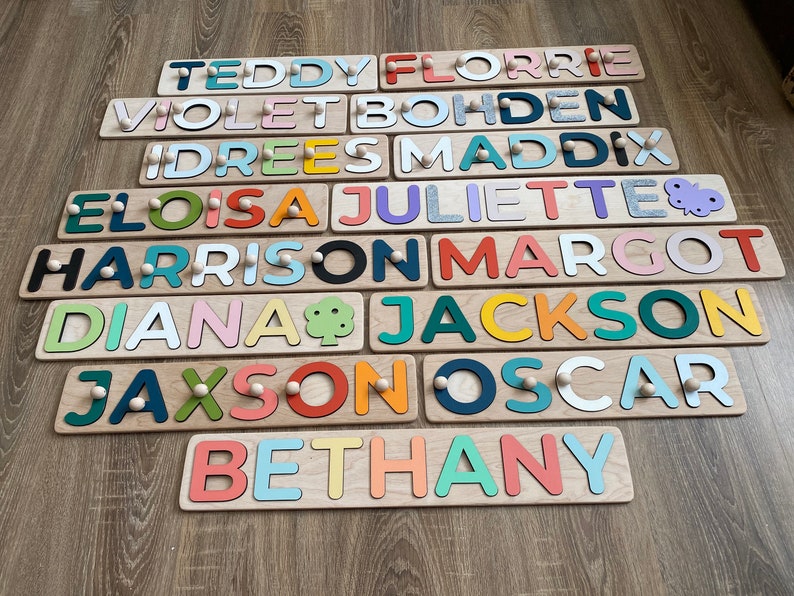 TEDDY FLORRIE
VIOLET BOHDEN
IDREES MADDIX
ELOISA JULIETTE
HARRISON MARGOT
DIANA JACKSON
JAXSON OSCAR
BETHANY